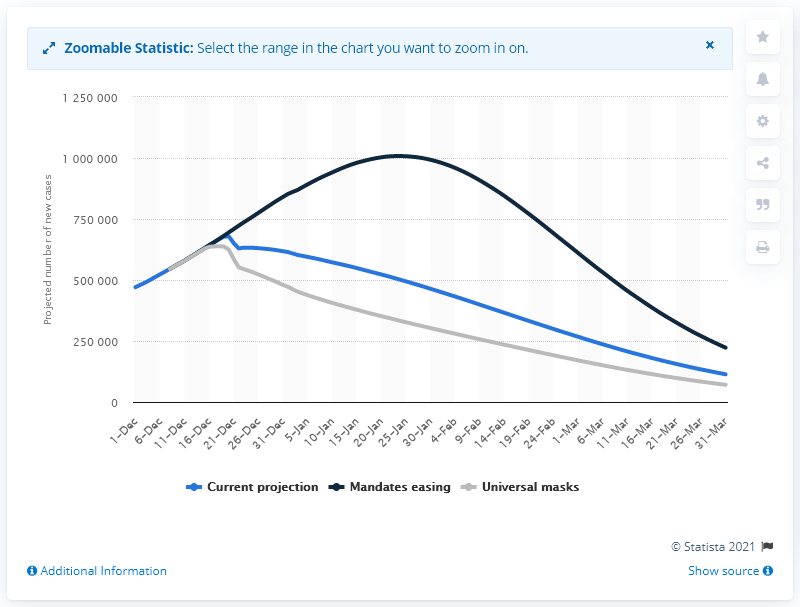 Zoomable Statistic: Select the range in the chart you want to zoom in on.
×
1 250 000
1 000 000
750 000
500 000
250 000
0
Projected number of new cases
1-Dec
6-Dec
11-Dec
16-Dec
21-Dec
26-Dec
31-Dec
5-Jan
10-Jan
15-Jan
20-Jan
25-Jan
30-Jan
4-Feb
9-Feb
14-Feb
19-Feb
24-Feb
1-Mar
6-Mar
11-Mar
16-Mar
21-Mar
26-Mar
31-Mar
Current projection Mandates easing Universal masks
© Statista 2021
Additional Information
Show source